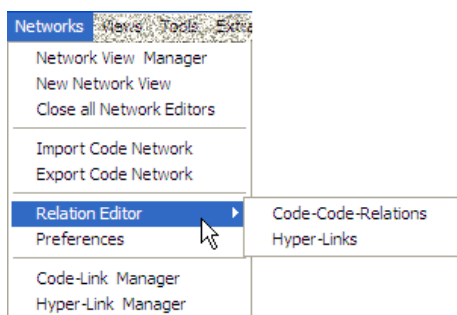 Networks Views Tools Extra
Network View Manager
New Network View
Close all Network Editors
Import Code Network
Export Code Network
Relation Editor
Code-Code-Relations
Preferences
Hyper-Links
Code-Link Manager
Hyper-Link Manager